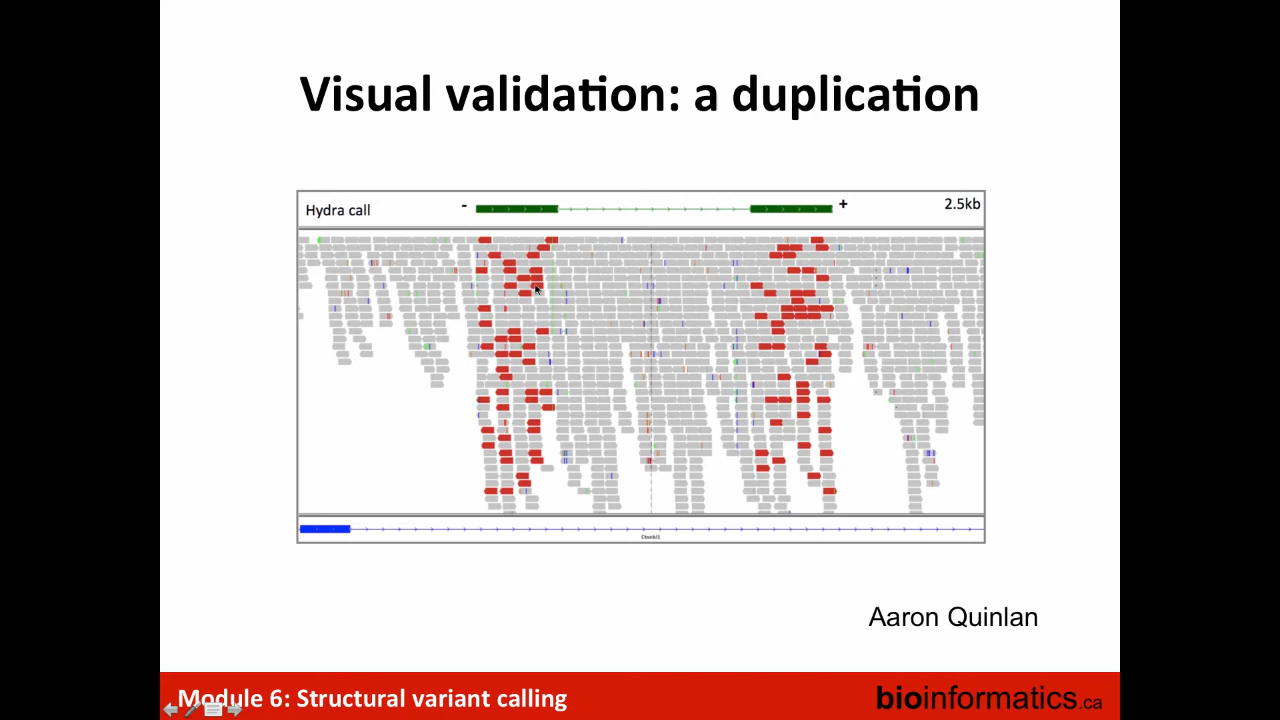 Visual validation: a duplication
Hydra call - + 2.5kb
Aaron Quinlan
Module 6: Structural variant calling
bioinformatics.ca